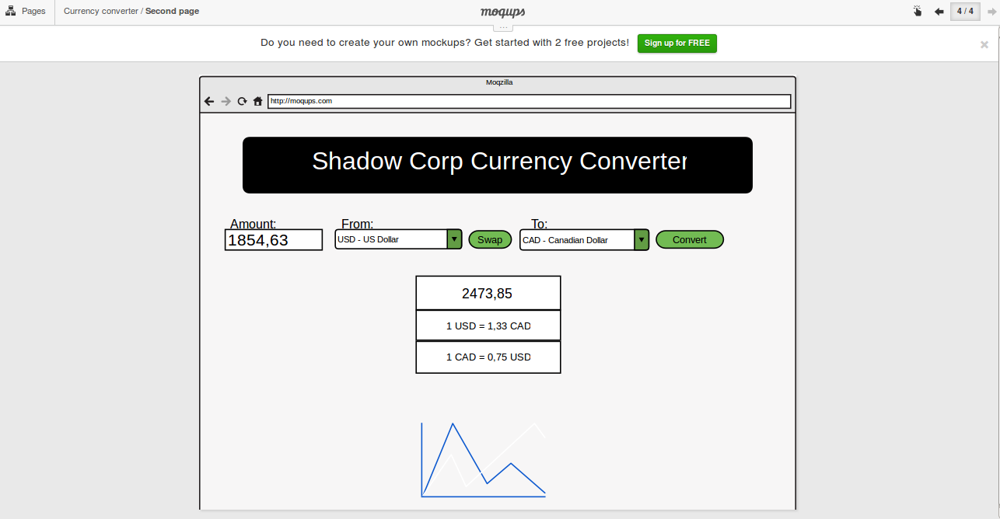 Pages
Currency converter / Second page
moqups
4 / 4
...
Do you need to create your own mockups? Get started with 2 free projects!
Sign up for FREE
Moqzilla
http://moqups.com
Shadow Corp Currency Converter
Amount:
From:
To:
1854,63
USD - US Dollar
Swap
CAD - Canadian Dollar
Convert
2473,85
1 USD = 1,33 CAD
1 CAD = 0,75 USD